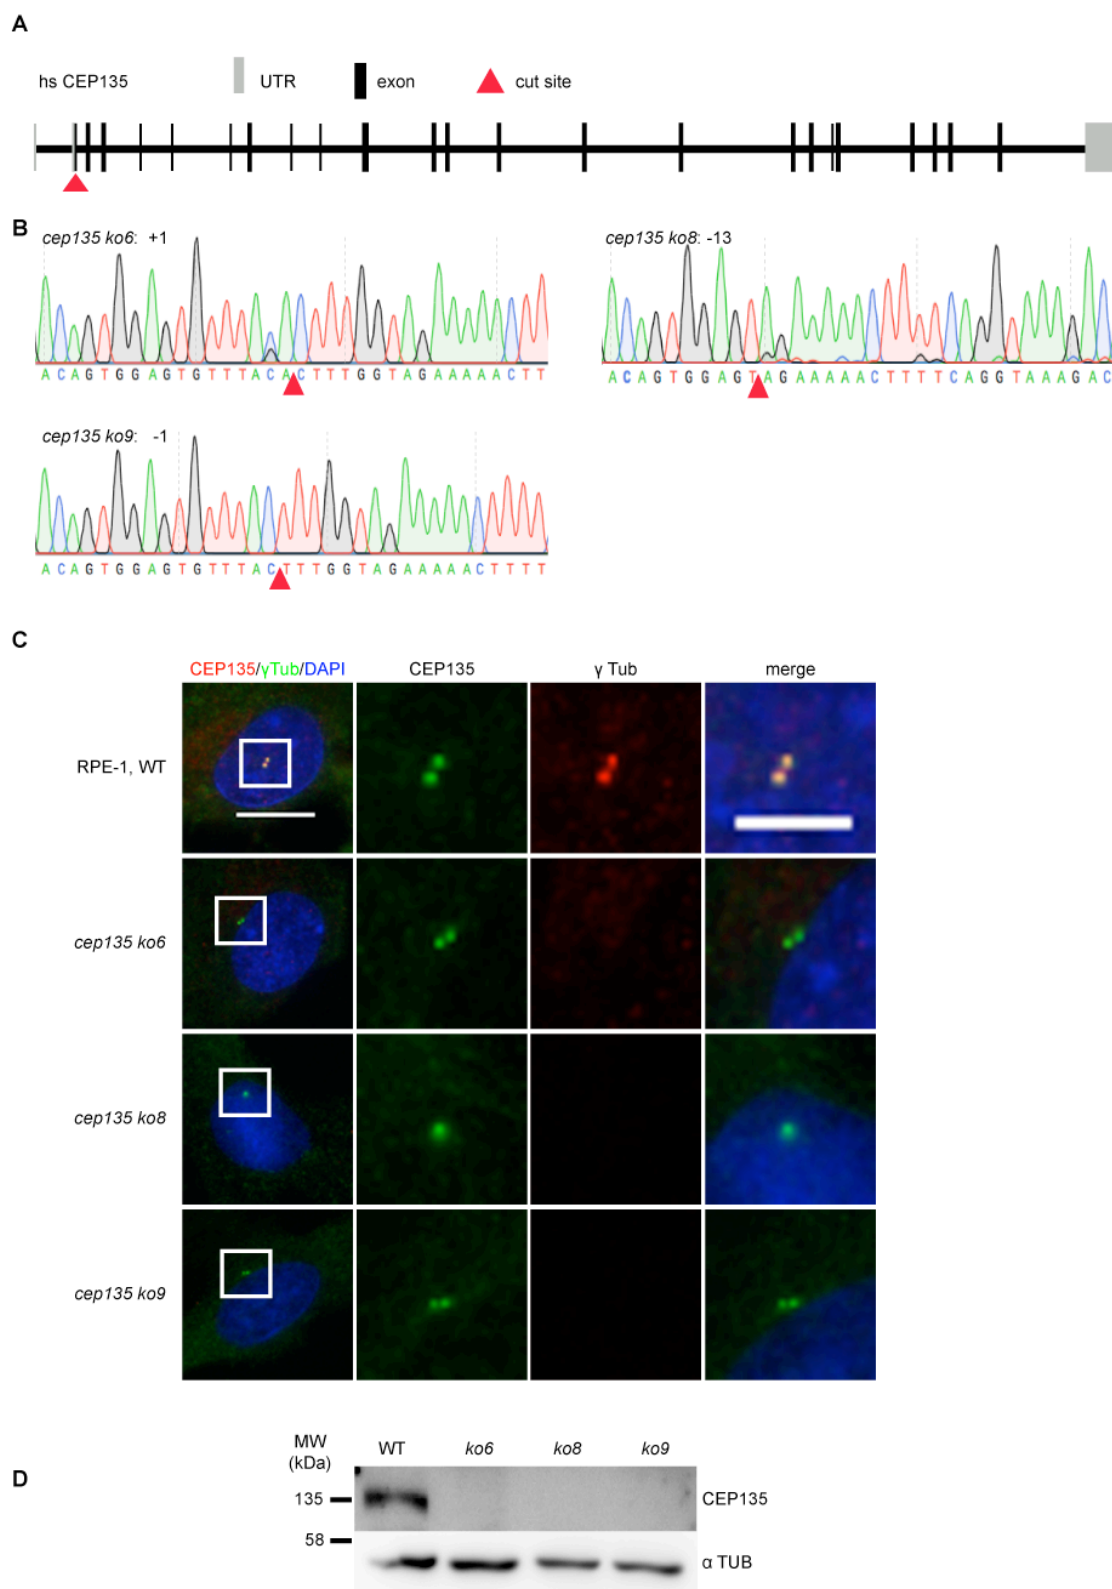 A
hs CEP135 UTR exon cut site
B
cep135 ko6: +1
ACAGTGGAGTGTTTACACTTTGGTAGAAAAACTT
cep135 ko8: -13
ACAGTGGAGTAGAAAAACTTTTCAGGTAAAGAC
cep135 ko9: -1
ACAGTGGAGTGTTTACTTTGGTAGAAAAACTTTT
C
CEP135/γTub/DAPI CEP135 γ Tub merge
RPE-1, WT
cep135 ko6
cep135 ko8
cep135 ko9
D
MW
(kDa)
WT ko6 ko8 ko9
135 CEP135
58
α TUB